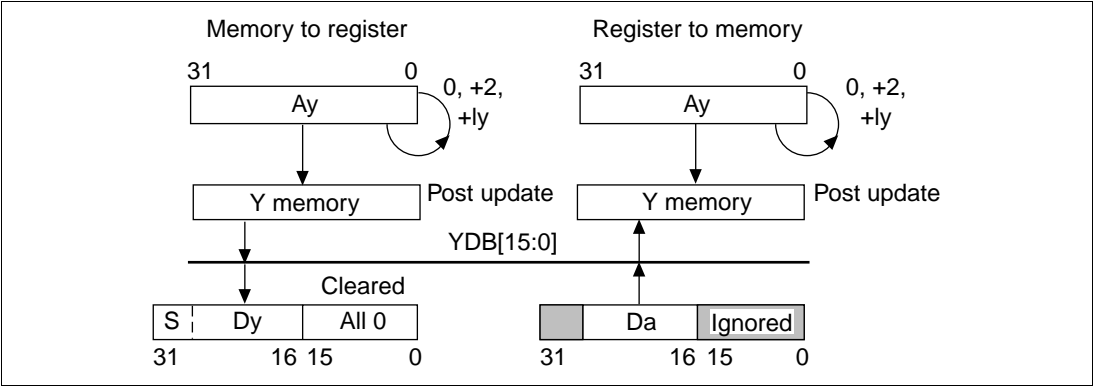 Memory to register
Register to memory
31 0
31 0
0, +2,
+Iy
0, +2,
+Iy
Ay
Ay
Y memory
Post update
Y memory
Post update
YDB[15:0]
Cleared
S Dy All 0
Da Ignored
31 16 15 0
31 16 15 0